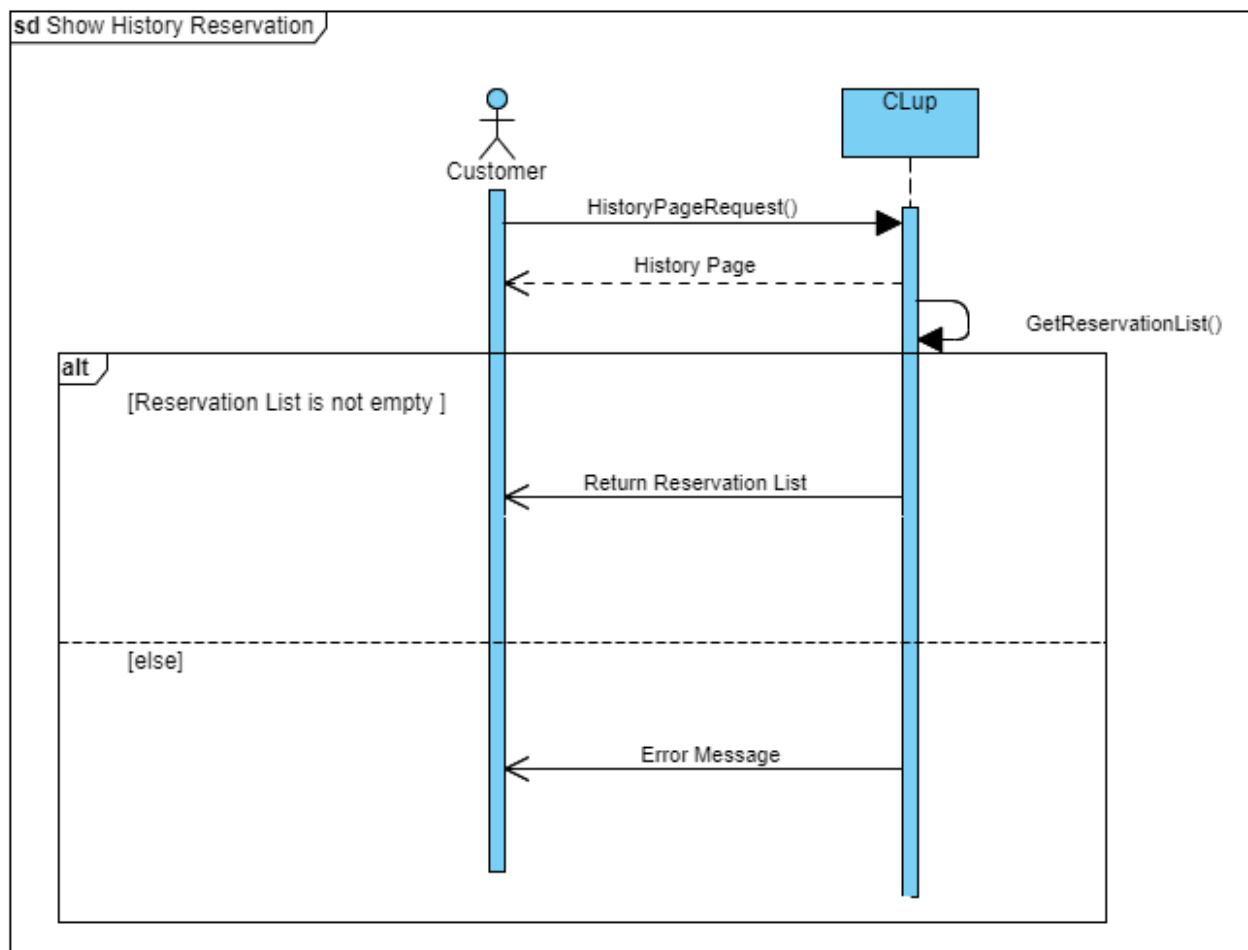 sd Show History Reservation
CLup
Customer
HistoryPageRequest()
History Page
GetReservationList()
alt
[Reservation List is not empty ]
Return Reservation List
[else]
Error Message